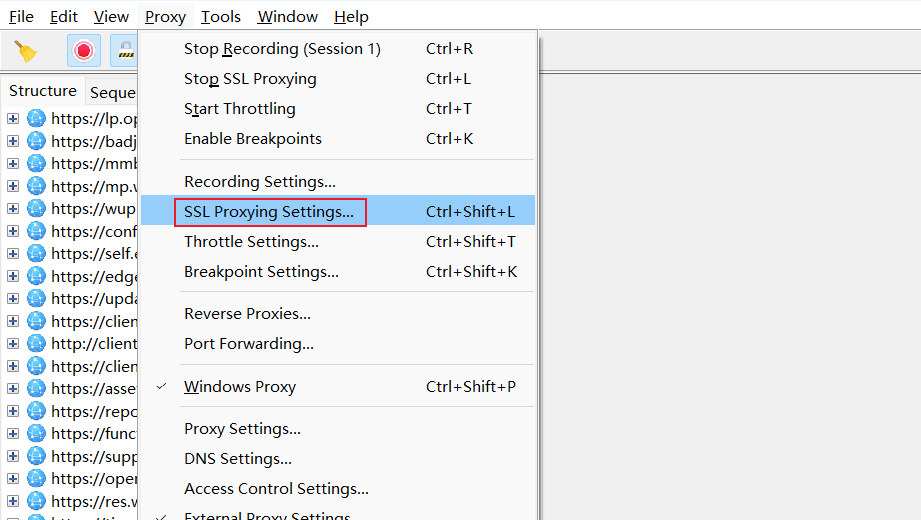 File Edit View Proxy Tools Window Help
Stop Recording (Session 1) Ctrl+R
Stop SSL Proxying Ctrl+L
Start Throttling Ctrl+T
Enable Breakpoints Ctrl+K
Recording Settings...
SSL Proxying Settings... Ctrl+Shift+L
Throttle Settings... Ctrl+Shift+T
Breakpoint Settings... Ctrl+Shift+K
Reverse Proxies...
Port Forwarding...
Windows Proxy Ctrl+Shift+P
Proxy Settings...
DNS Settings...
Access Control Settings...
External Proxy Settings
Structure Seque
https://lp.op
https://badj
https://mmb
https://mp.w
https://wup
https://conf
https://self.e
https://edge
https://upda
https://clien
http://client
https://clien
https://asse
https://repo
https://func
https://supp
https://oper
https://res.w